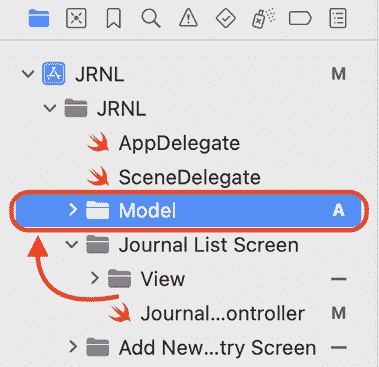 JRNL M
JRNL
AppDelegate
SceneDelegate
Model A
Journal List Screen
View —
Journal...ontroller M
Add New...try Screen —